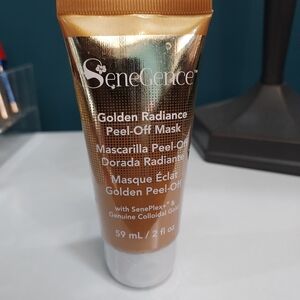 SeneGence™
Golden Radiance
Peel-Off Mask
Mascarilla Peel-Off
Dorada Radiante
Masque Éclat
Golden Peel-Off
with SenePlex+® &
Genuine Colloidal Gold
59 mL / 2 fl oz